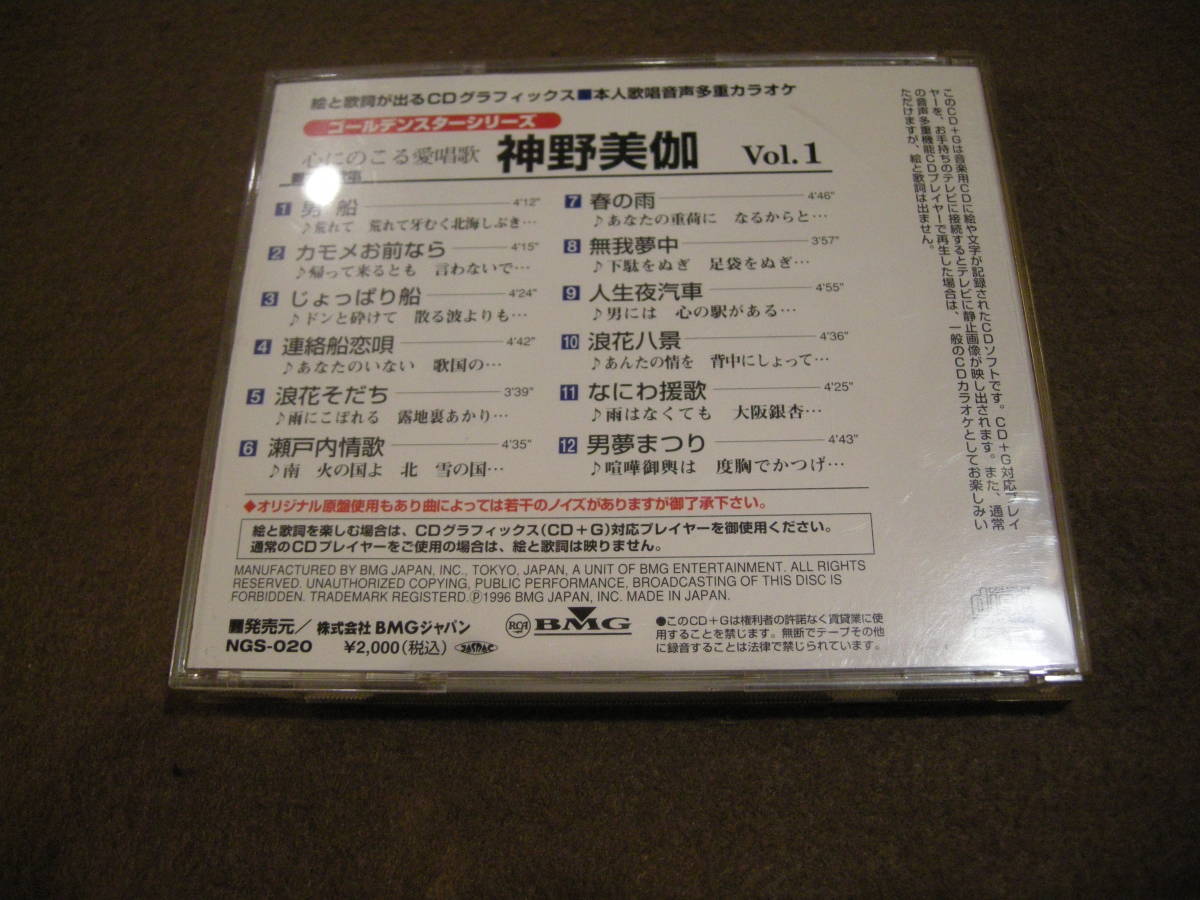 絵と歌詞が出るCDグラフィックス■本人歌唱音声多重カラオケ
ゴールデンスターシリーズ
心にのこる愛唱歌 神野美伽 Vol.1
1 男船 4'12"
♪荒れて 荒れて牙むく北海しぶき…
2 カモメお前なら 4'15"
♪帰って来るとも 言わないで…
3 じょっぱり船 4'24"
♪ドンと砕けて 散る波よりも…
4 連絡船恋唄 4'42"
♪あなたのいない 歌国の…
5 浪花そだち 3'39"
♪雨にこぼれる 露地裏あかり…
6 瀬戸内情歌 4'35"
♪南 火の国よ 北 雪の国…
7 春の雨 4'46"
♪あなたの重荷に なるからと…
8 無我夢中 3'57"
♪下駄をぬぎ 足袋をぬぎ…
9 人生夜汽車 4'55"
♪男には 心の駅がある…
10 浪花八景 4'36"
♪あんたの情を 背中にしょって…
11 なにわ援歌 4'25"
♪雨はなくても 大阪銀杏…
12 男夢まつり 4'43"
♪喧嘩御輿は 度胸でかつげ…
◆オリジナル原盤使用もあり曲によっては若干のノイズがありますが御了承下さい。
絵と歌詞を楽しむ場合は、CDグラフィックス(CD+G)対応プレイヤーを御使用ください。
通常のCDプレイヤーをご使用の場合は、絵と歌詞は映りません。
MANUFACTURED BY BMG JAPAN, INC., TOKYO, JAPAN, A UNIT OF BMG ENTERTAINMENT. ALL RIGHTS
RESERVED. UNAUTHORIZED COPYING, PUBLIC PERFORMANCE, BROADCASTING OF THIS DISC IS
FORBIDDEN. TRADEMARK REGISTERD.Ⓟ1996 BMG JAPAN, INC. MADE IN JAPAN.
発売元/株式会社BMGジャパン
NGS-020 ¥2,000(税込) JASRAC
RCA BMG
●このCD+Gは権利者の許諾なく賃貸業に使
用することを禁じます。無断でテープその他
に録音することは法律で禁じられています。
このCD+Gは音楽用CDに絵や文字が記録されたCDソフトです。CD+G対応プレイ
ヤーを、お手持ちのテレビに接続するとテレビに静止画像が映し出されます。また、通常
の音声多重機能CDプレイヤーで再生した場合は、一般のCDカラオケとしてお楽しみい
ただけますが、絵と歌詞は出ません。